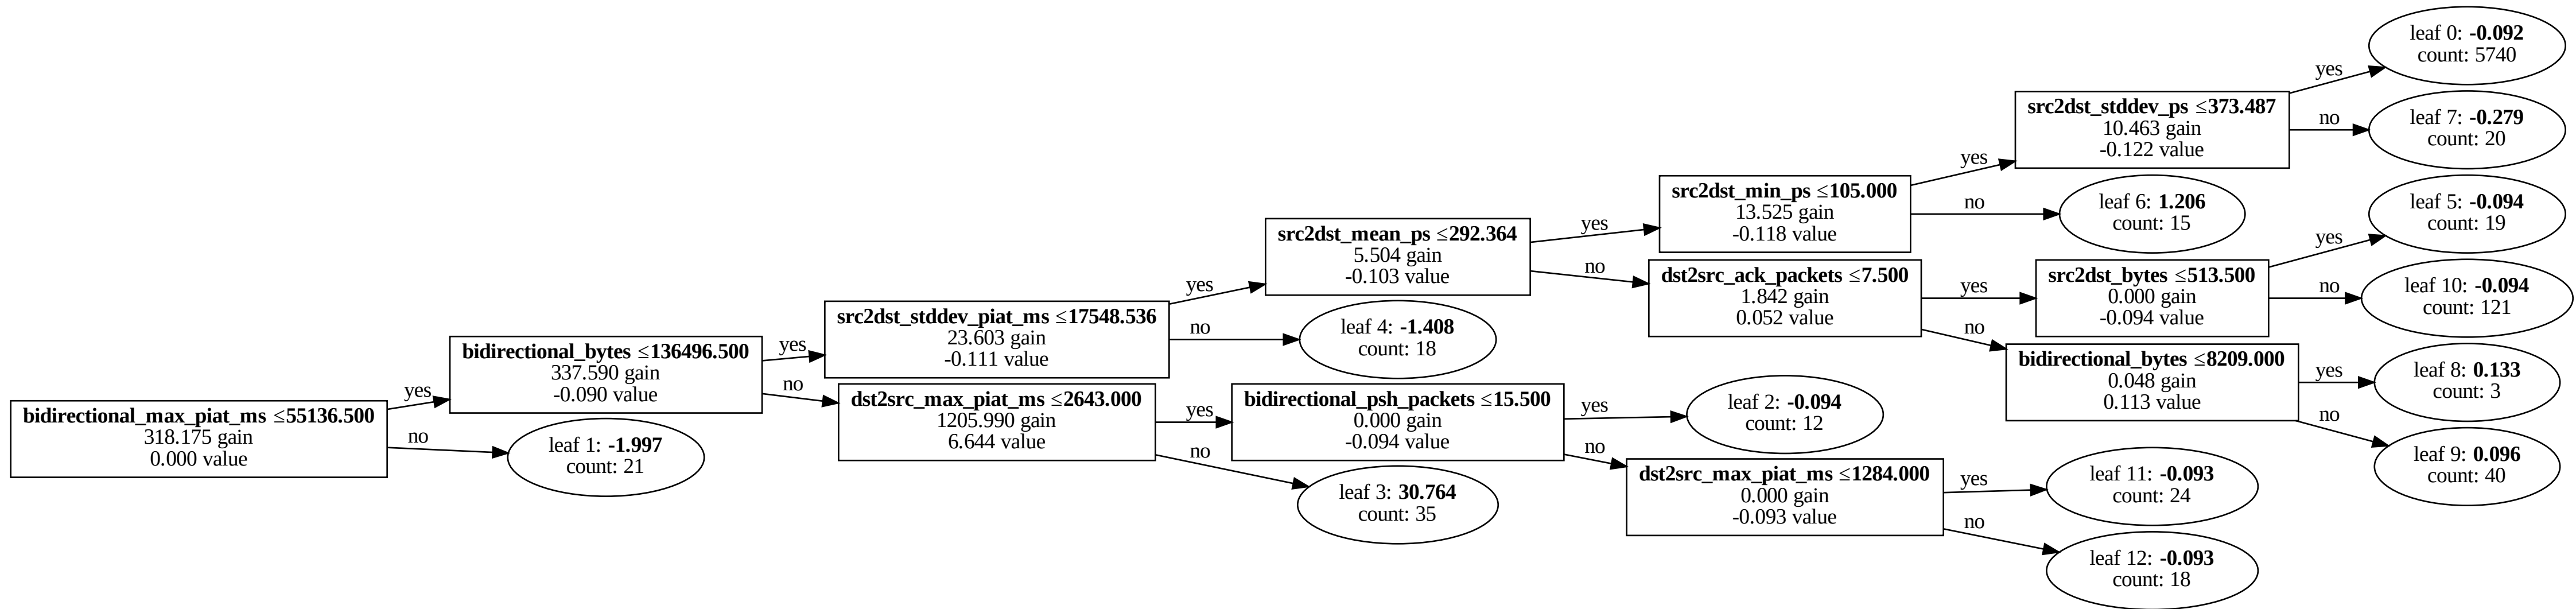 bidirectional_max_piat_ms ≤55136.500
318.175 gain
0.000 value
yes
no
bidirectional_bytes ≤136496.500
337.590 gain
-0.090 value
leaf 1: -1.997
count: 21
yes
no
src2dst_stddev_piat_ms ≤17548.536
23.603 gain
-0.111 value
dst2src_max_piat_ms ≤2643.000
1205.990 gain
6.644 value
yes
no
yes
no
src2dst_mean_ps ≤292.364
5.504 gain
-0.103 value
leaf 4: -1.408
count: 18
bidirectional_psh_packets ≤15.500
0.000 gain
-0.094 value
leaf 3: 30.764
count: 35
yes
no
yes
no
src2dst_min_ps ≤105.000
13.525 gain
-0.118 value
dst2src_ack_packets ≤7.500
1.842 gain
0.052 value
leaf 2: -0.094
count: 12
dst2src_max_piat_ms ≤1284.000
0.000 gain
-0.093 value
yes
no
yes
no
yes
no
src2dst_stddev_ps ≤373.487
10.463 gain
-0.122 value
leaf 6: 1.206
count: 15
src2dst_bytes ≤513.500
0.000 gain
-0.094 value
bidirectional_bytes ≤8209.000
0.048 gain
0.113 value
leaf 11: -0.093
count: 24
leaf 12: -0.093
count: 18
yes
no
yes
no
yes
no
leaf 0: -0.092
count: 5740
leaf 7: -0.279
count: 20
leaf 5: -0.094
count: 19
leaf 10: -0.094
count: 121
leaf 8: 0.133
count: 3
leaf 9: 0.096
count: 40